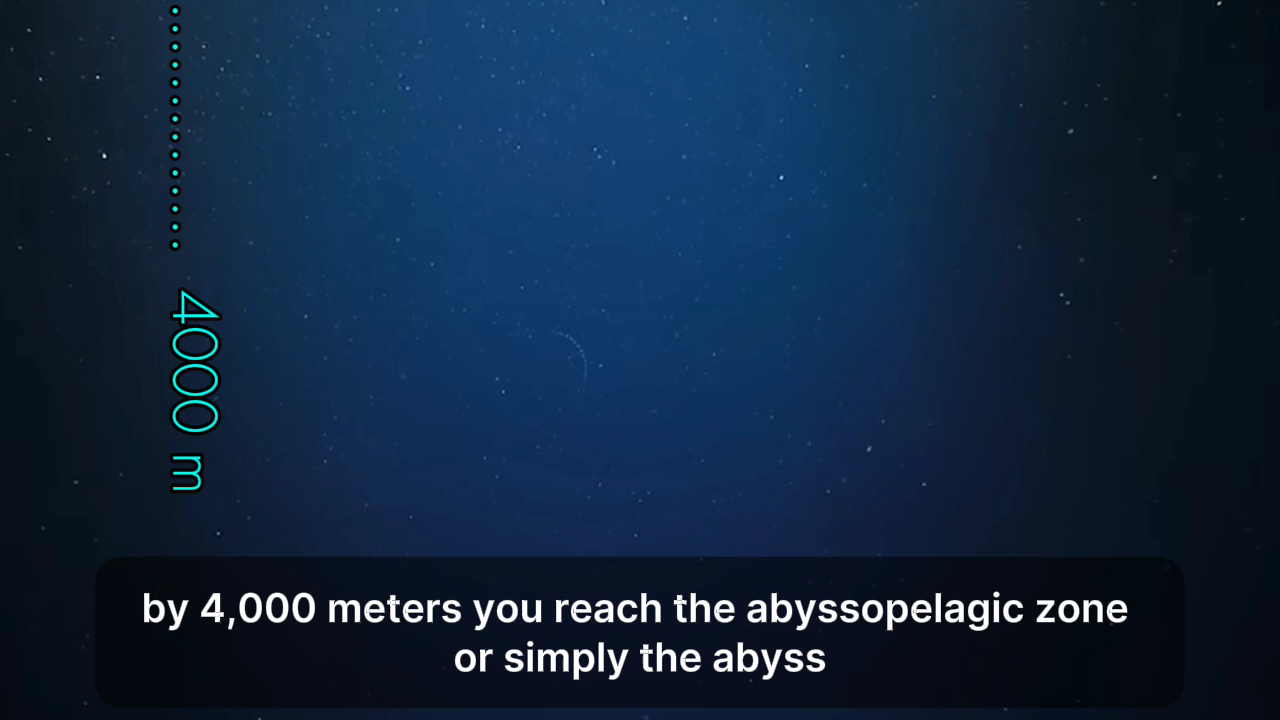 4000 m
by 4,000 meters you reach the abyssopelagic zone
or simply the abyss